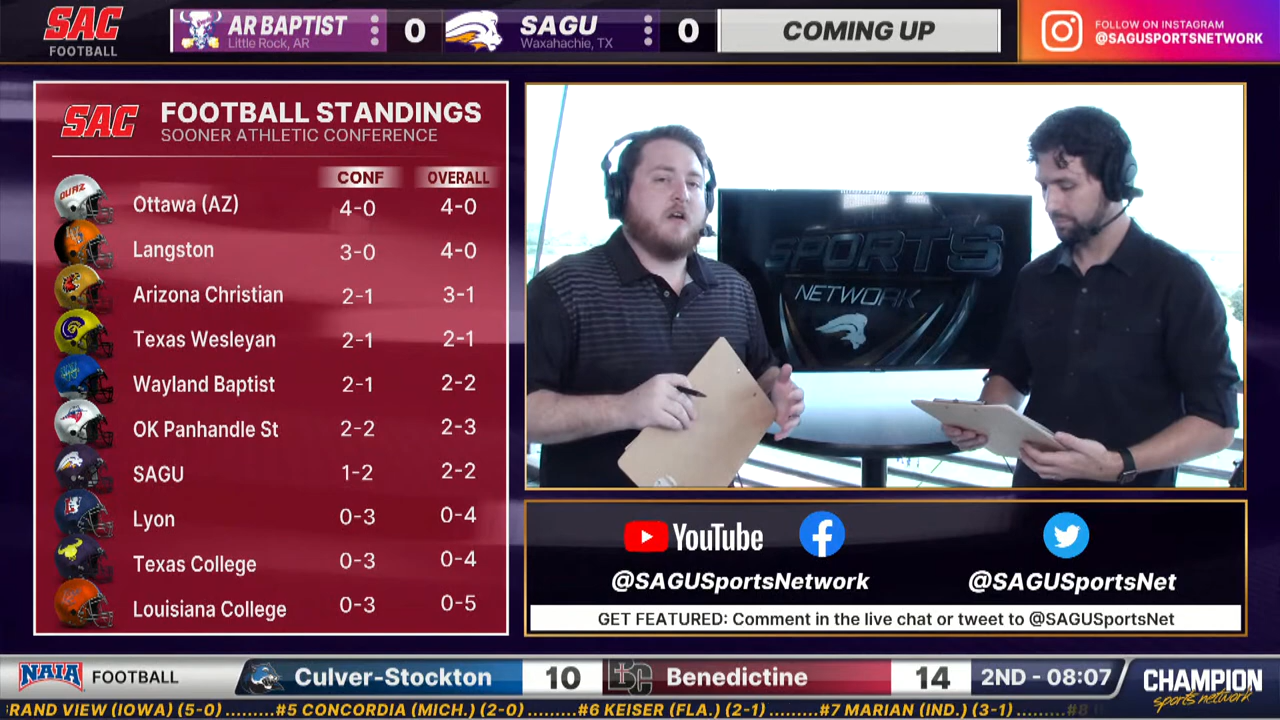 SAC
FOOTBALL
AR BAPTIST
Little Rock, AR
0
SAGU
Waxahachie, TX
0
COMING UP
FOLLOW ON INSTAGRAM
@SAGUSPORTSNETWORK
SAC
FOOTBALL STANDINGS
SOONER ATHLETIC CONFERENCE
CONF OVERALL
OUAZ
Ottawa (AZ) 4-0 4-0
Langston 3-0 4-0
Arizona Christian 2-1 3-1
Texas Wesleyan 2-1 2-1
Wayland Baptist 2-1 2-2
OK Panhandle St 2-2 2-3
SAGU 1-2 2-2
Lyon 0-3 0-4
Texas College 0-3 0-4
Louisiana College 0-3 0-5
SPORTS
NETWORK
YouTube
@SAGUSportsNetwork
@SAGUSportsNet
GET FEATURED: Comment in the live chat or tweet to @SAGUSportsNet
NAIA FOOTBALL
Culver-Stockton 10
Benedictine 14
2ND - 08:07
CHAMPION
sports network
RAND VIEW (IOWA) (5-0) .........#5 CONCORDIA (MICH.) (2-0) .........#6 KEISER (FLA.) (2-1) .........#7 MARIAN (IND.) (3-1) .........#8